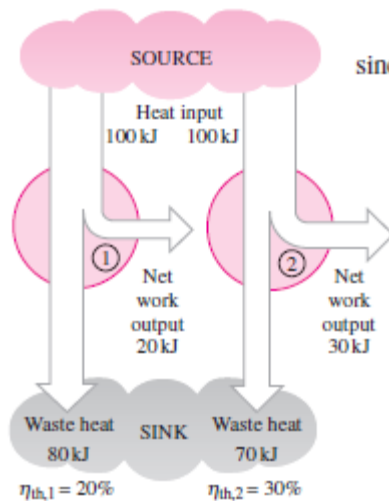 SOURCE
sinc
Heat input
100 kJ 100 kJ
1
2
Net
work
output
20 kJ
Net
work
output
30 kJ
Waste heat
80 kJ
SINK
Waste heat
70 kJ
ηth,1 = 20%
ηth,2 = 30%